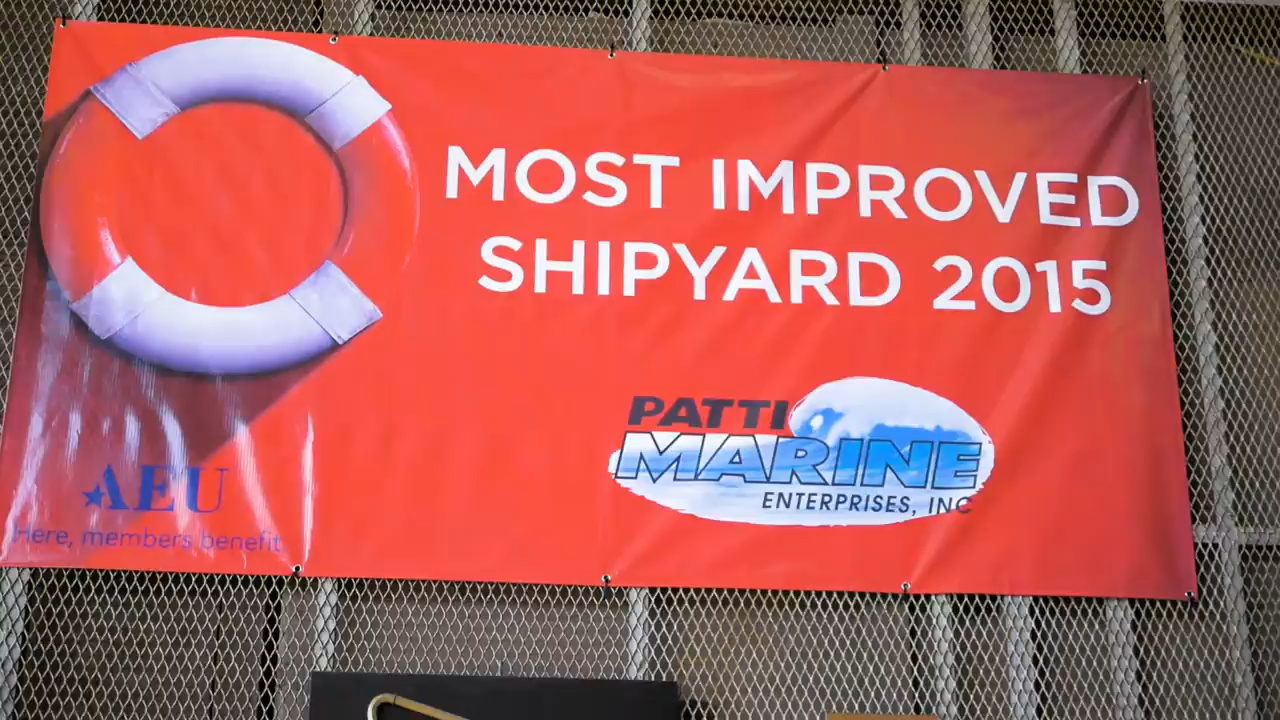 MOST IMPROVED
SHIPYARD 2015
PATTI
MARINE
ENTERPRISES, INC
AEU
Here, members benefit